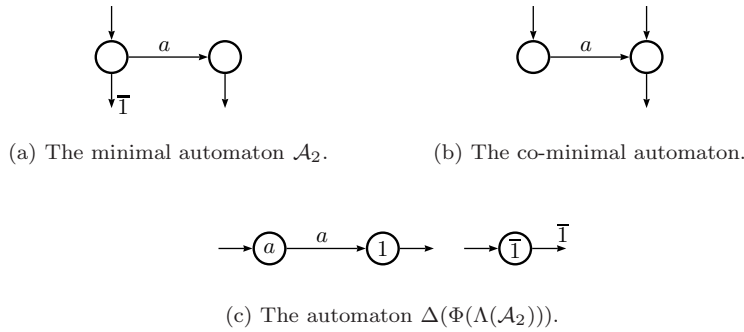 a a
1̅
(a) The minimal automaton 𝒜₂. (b) The co-minimal automaton.
a a 1 1̅ 1̅
(c) The automaton Δ(Φ(Λ(𝒜₂))).